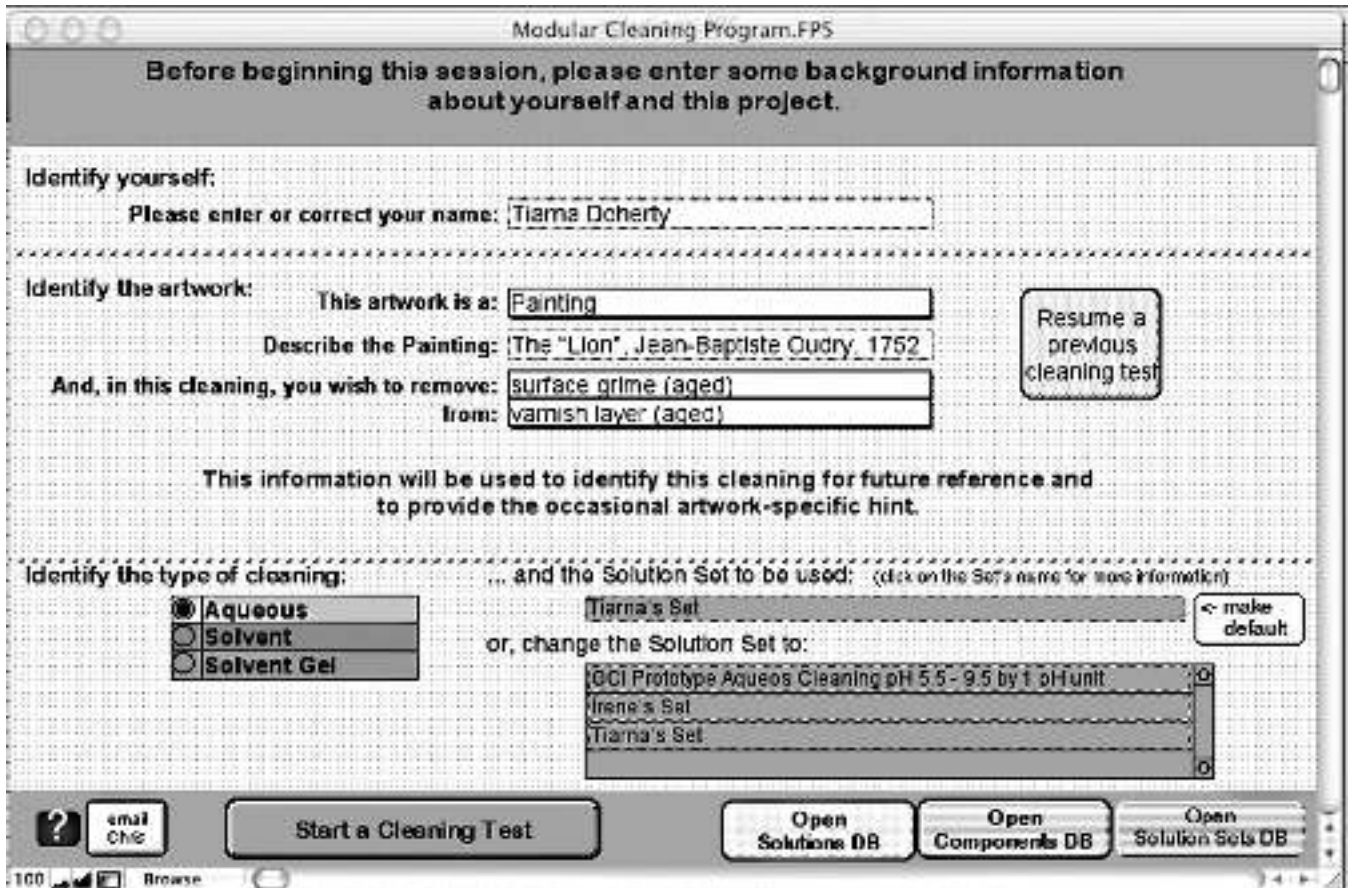 Modular Cleaning Program.FP5
Before beginning this session, please enter some background information
about yourself and this project.
Identify yourself:
Please enter or correct your name: Tiarna Doherty
Identify the artwork:
This artwork is a: Painting
Describe the Painting: The "Lion", Jean-Baptiste Oudry, 1752
And, in this cleaning, you wish to remove: surface grime (aged)
from: varnish layer (aged)
Resume a
previous
cleaning test
This information will be used to identify this cleaning for future reference and
to provide the occasional artwork-specific hint.
Identify the type of cleaning:
Aqueous
Solvent
Solvent Gel
... and the Solution Set to be used: (click on the Set's name for more information)
Tiarna's Set
<- make
default
or, change the Solution Set to:
GCI Prototype Aqueos Cleaning pH 5.5 - 9.5 by 1 pH unit
Irene's Set
Tiarna's Set
?
email
Chris
Start a Cleaning Test
Open
Solutions DB
Open
Components DB
Open
Solution Sets DB
100
Browse